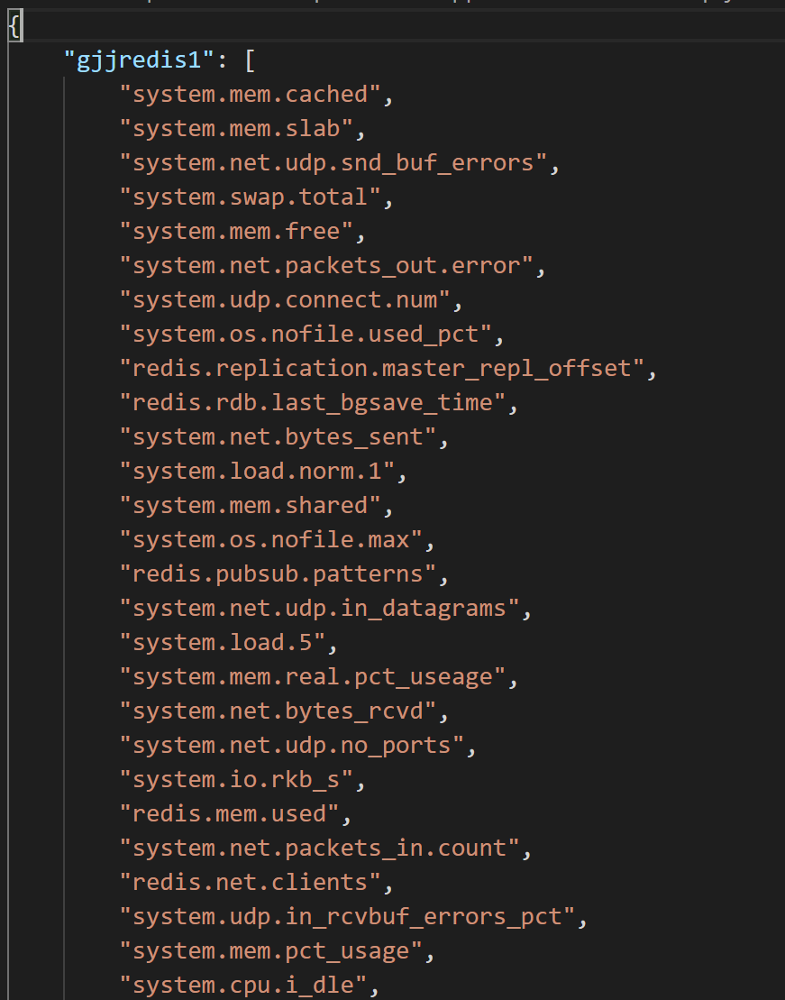 {
"gjjredis1": [
"system.mem.cached",
"system.mem.slab",
"system.net.udp.snd_buf_errors",
"system.swap.total",
"system.mem.free",
"system.net.packets_out.error",
"system.udp.connect.num",
"system.os.nofile.used_pct",
"redis.replication.master_repl_offset",
"redis.rdb.last_bgsave_time",
"system.net.bytes_sent",
"system.load.norm.1",
"system.mem.shared",
"system.os.nofile.max",
"redis.pubsub.patterns",
"system.net.udp.in_datagrams",
"system.load.5",
"system.mem.real.pct_useage",
"system.net.bytes_rcvd",
"system.net.udp.no_ports",
"system.io.rkb_s",
"redis.mem.used",
"system.net.packets_in.count",
"redis.net.clients",
"system.udp.in_rcvbuf_errors_pct",
"system.mem.pct_usage",
"system.cpu.i_dle",